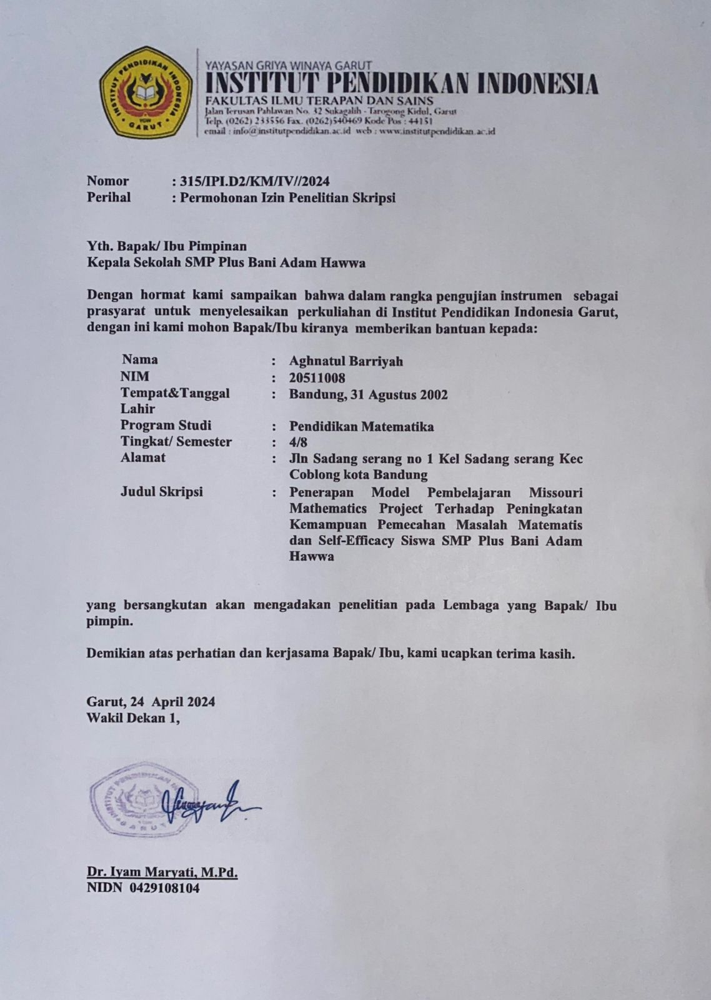 INSTITUT PENDIDIKAN INDONESIA
GARUT
YAYASAN GRIYA WINAYA GARUT
INSTITUT PENDIDIKAN INDONESIA
FAKULTAS ILMU TERAPAN DAN SAINS
Jalan Terusan Pahlawan No. 32 Sukagalih - Tarogong Kidul, Garut
Telp. (0262) 233556 Fax. (0262)540469 Kode Pos : 44151
email : info@institutpendidikan.ac.id web : www.institutpendidikan.ac.id
Nomor : 315/IPI.D2/KM/IV//2024
Perihal : Permohonan Izin Penelitian Skripsi
Yth. Bapak/ Ibu Pimpinan
Kepala Sekolah SMP Plus Bani Adam Hawwa
Dengan hormat kami sampaikan bahwa dalam rangka pengujian instrumen sebagai
prasyarat untuk menyelesaikan perkuliahan di Institut Pendidikan Indonesia Garut,
dengan ini kami mohon Bapak/Ibu kiranya memberikan bantuan kepada:
Nama : Aghnatul Barriyah
NIM : 20511008
Tempat&Tanggal : Bandung, 31 Agustus 2002
Lahir
Program Studi : Pendidikan Matematika
Tingkat/ Semester : 4/8
Alamat : Jln Sadang serang no 1 Kel Sadang serang Kec
Coblong kota Bandung
Judul Skripsi : Penerapan Model Pembelajaran Missouri
Mathematics Project Terhadap Peningkatan
Kemampuan Pemecahan Masalah Matematis
dan Self-Efficacy Siswa SMP Plus Bani Adam
Hawwa
yang bersangkutan akan mengadakan penelitian pada Lembaga yang Bapak/ Ibu
pimpin.
Demikian atas perhatian dan kerjasama Bapak/ Ibu, kami ucapkan terima kasih.
Garut, 24 April 2024
Wakil Dekan 1,
INSTITUT PENDIDIKAN
GARUT
Dr. Iyam Maryati, M.Pd.
NIDN 0429108104